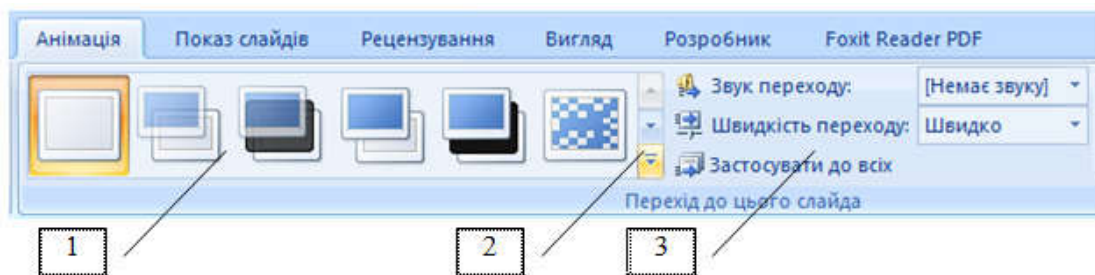 Анімація Показ слайдів Рецензування Вигляд Розробник Foxit Reader PDF
Звук переходу: [Немає звуку]
Швидкість переходу: Швидко
Застосувати до всіх
Перехід до цього слайда
1 2 3